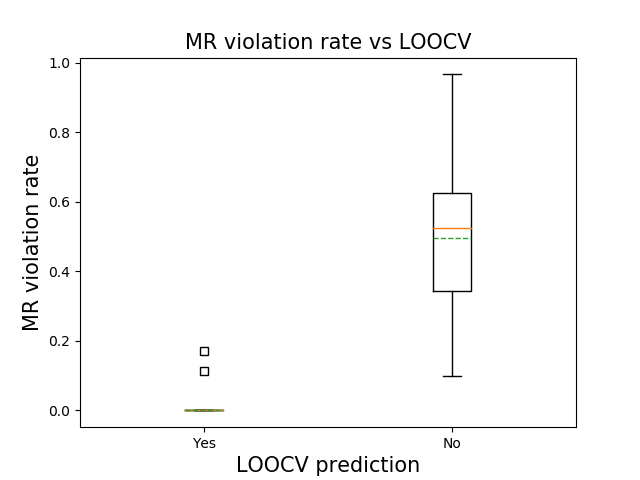 MR violation rate vs LOOCV
MR violation rate
1.0
0.8
0.6
0.4
0.2
0.0
Yes
No
LOOCV prediction